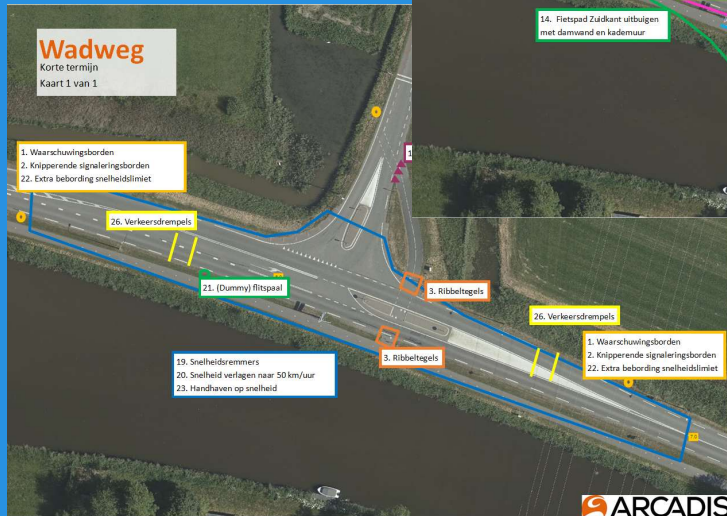 Wadweg
Korte termijn
Kaart 1 van 1
14. Fietspad Zuidkant uitbuigen
met damwand en kademuur
1. Waarschuwingsborden
2. Knipperende signaleringsborden
22. Extra bebording snelheidslimiet
1
26. Verkeersdrempels
21. (Dummy) flitspaal
3. Ribbeltegels
26. Verkeersdrempels
3. Ribbeltegels
1. Waarschuwingsborden
2. Knipperende signaleringsborden
22. Extra bebording snelheidslimiet
19. Snelheidsremmers
20. Snelheid verlagen naar 50 km/uur
23. Handhaven op snelheid
ARCADIS